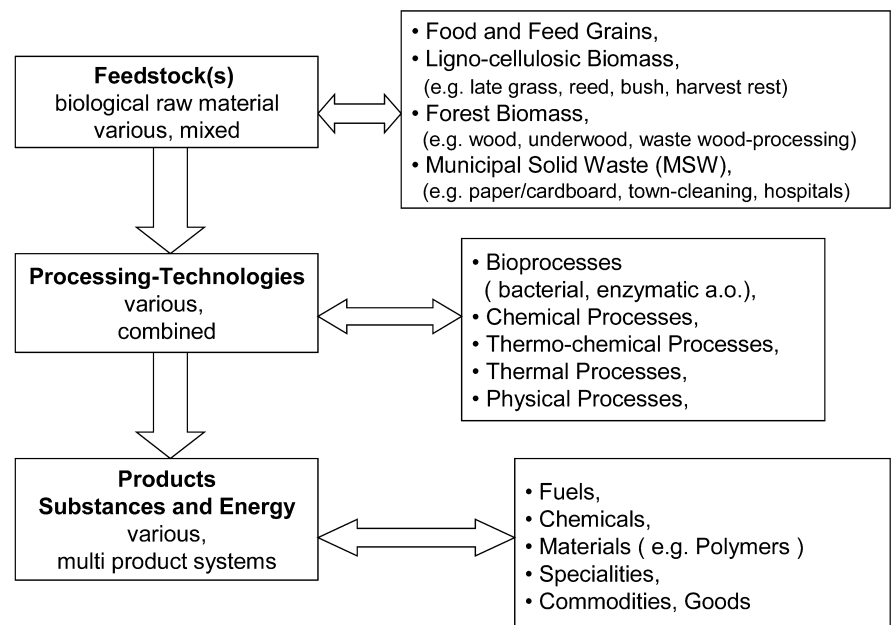 Feedstock(s)
biological raw material
various, mixed
• Food and Feed Grains,
• Ligno-cellulosic Biomass,
(e.g. late grass, reed, bush, harvest rest)
• Forest Biomass,
(e.g. wood, underwood, waste wood-processing)
• Municipal Solid Waste (MSW),
(e.g. paper/cardboard, town-cleaning, hospitals)
Processing-Technologies
various,
combined
• Bioprocesses
( bacterial, enzymatic a.o.),
• Chemical Processes,
• Thermo-chemical Processes,
• Thermal Processes,
• Physical Processes,
Products
Substances and Energy
various,
multi product systems
• Fuels,
• Chemicals,
• Materials ( e.g. Polymers )
• Specialities,
• Commodities, Goods